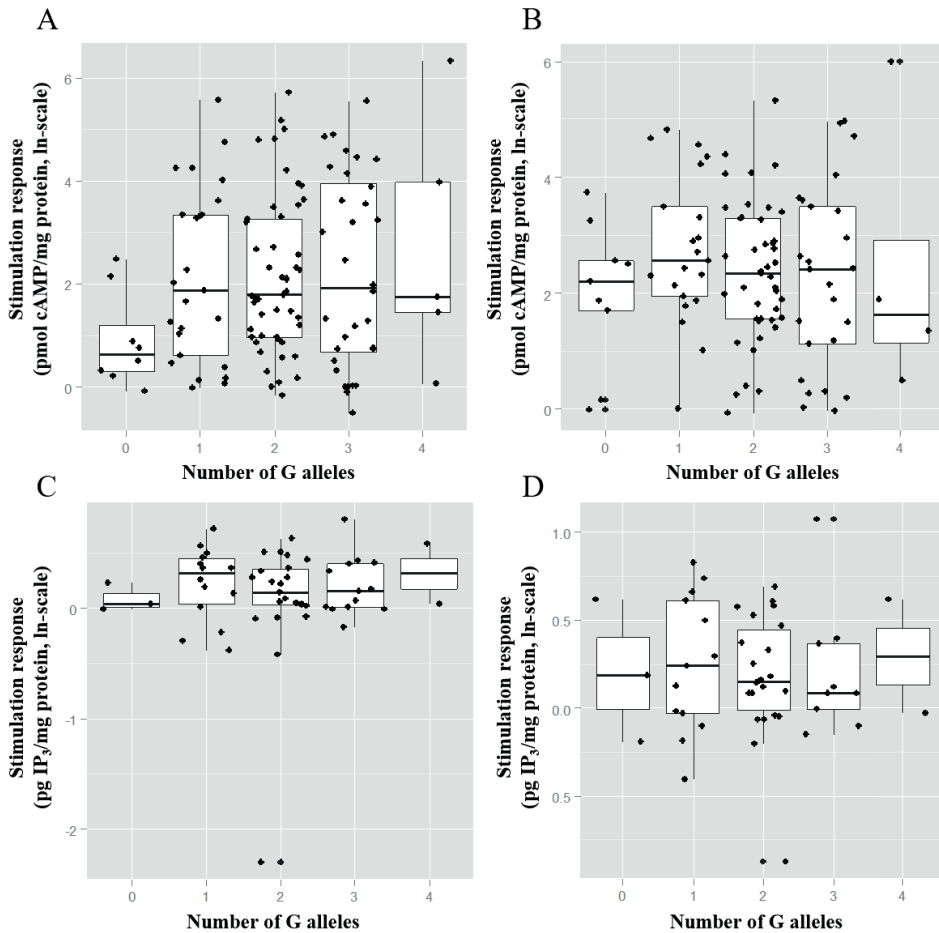 A
Stimulation response
(pmol cAMP/mg protein, ln-scale)
6
4
2
0
0 1 2 3 4
Number of G alleles
B
Stimulation response
(pmol cAMP/mg protein, ln-scale)
6
4
2
0
0 1 2 3 4
Number of G alleles
C
Stimulation response
(pg IP₃/mg protein, ln-scale)
0
-1
-2
0 1 2 3 4
Number of G alleles
D
Stimulation response
(pg IP₃/mg protein, ln-scale)
1.0
0.5
0.0
0.5
0 1 2 3 4
Number of G alleles